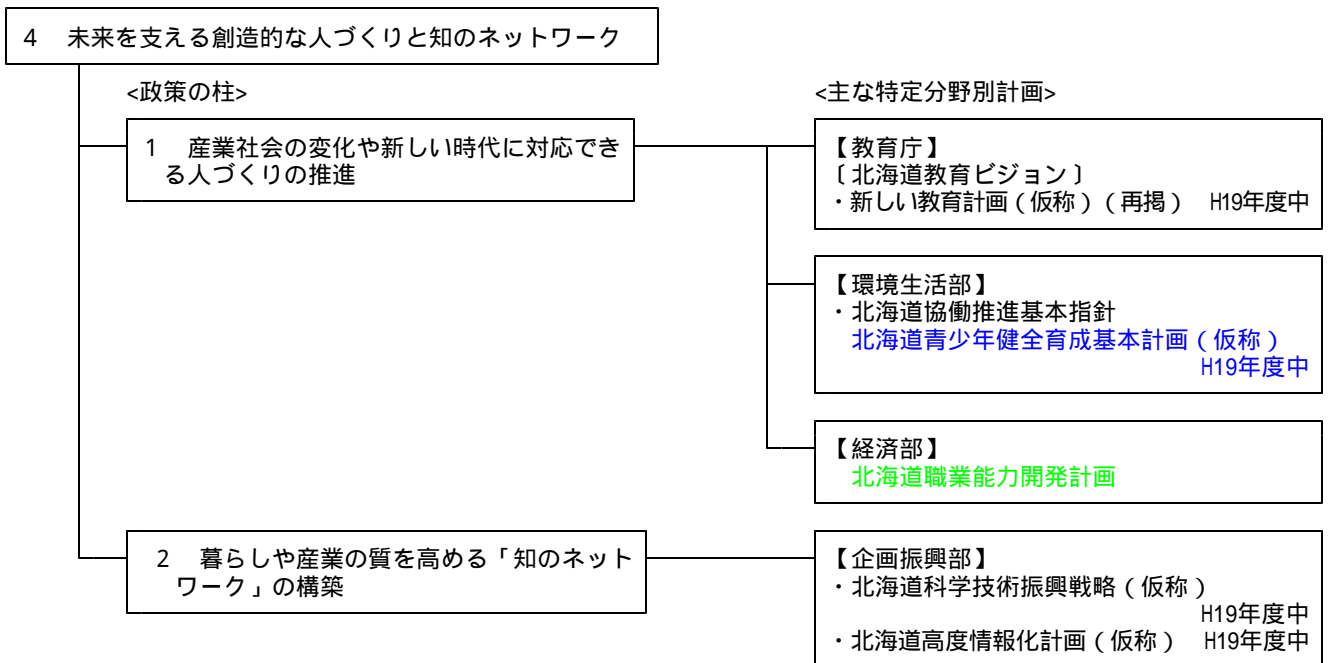 4 未来を支える創造的な人づくりと知のネットワーク
<政策の柱>
<主な特定分野別計画>
1 産業社会の変化や新しい時代に対応でき
る人づくりの推進
【教育庁】
〔北海道教育ビジョン〕
・新しい教育計画(仮称)(再掲) H19年度中
【環境生活部】
・北海道協働推進基本指針
北海道青少年健全育成基本計画(仮称)
H19年度中
【経済部】
北海道職業能力開発計画
2 暮らしや産業の質を高める「知のネット
ワーク」の構築
【企画振興部】
・北海道科学技術振興戦略(仮称)
H19年度中
・北海道高度情報化計画(仮称) H19年度中